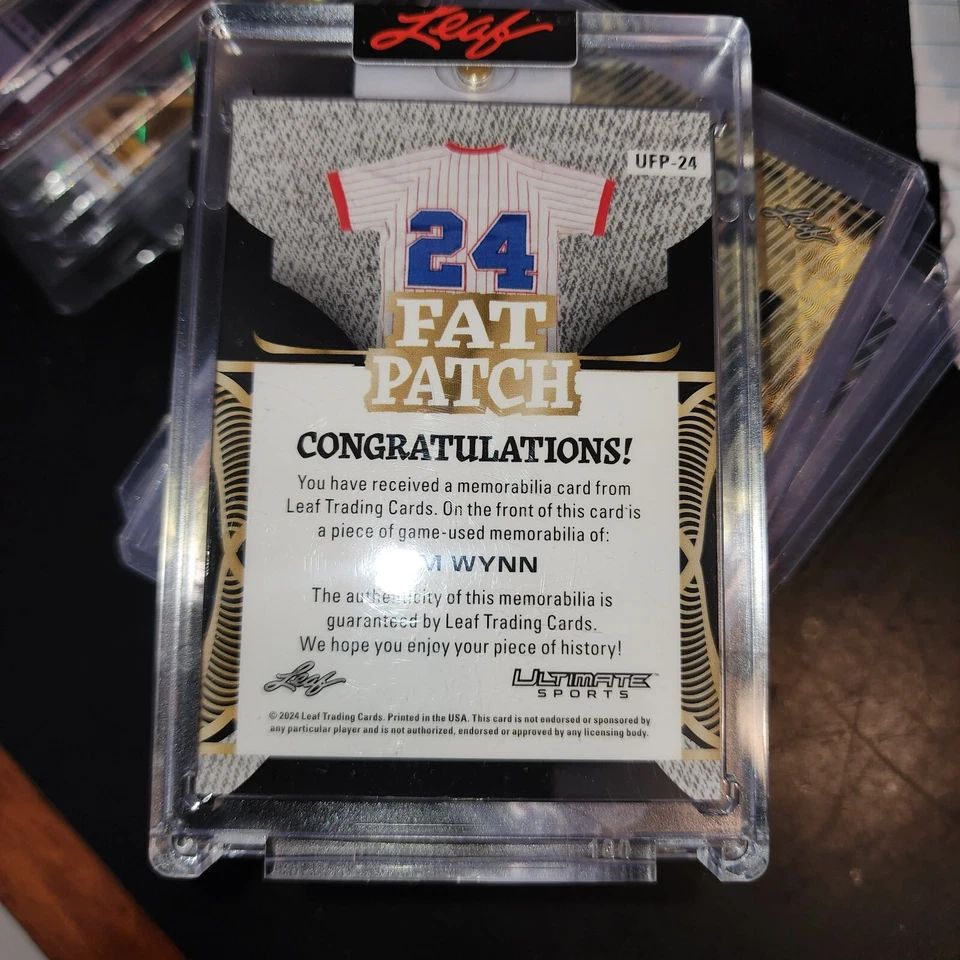 Leaf
UFP-24
24
FAT
PATCH
CONGRATULATIONS!
You have received a memorabilia card from
Leaf Trading Cards. On the front of this card is
a piece of game-used memorabilia of:
WYNN
The authenticity of this memorabilia is
guaranteed by Leaf Trading Cards.
We hope you enjoy your piece of history!
Leaf
ULTIMATE™
SPORTS
© 2024 Leaf Trading Cards. Printed in the USA. This card is not endorsed or sponsored by
any particular player and is not authorized, endorsed or approved by any licensing body.
Leaf